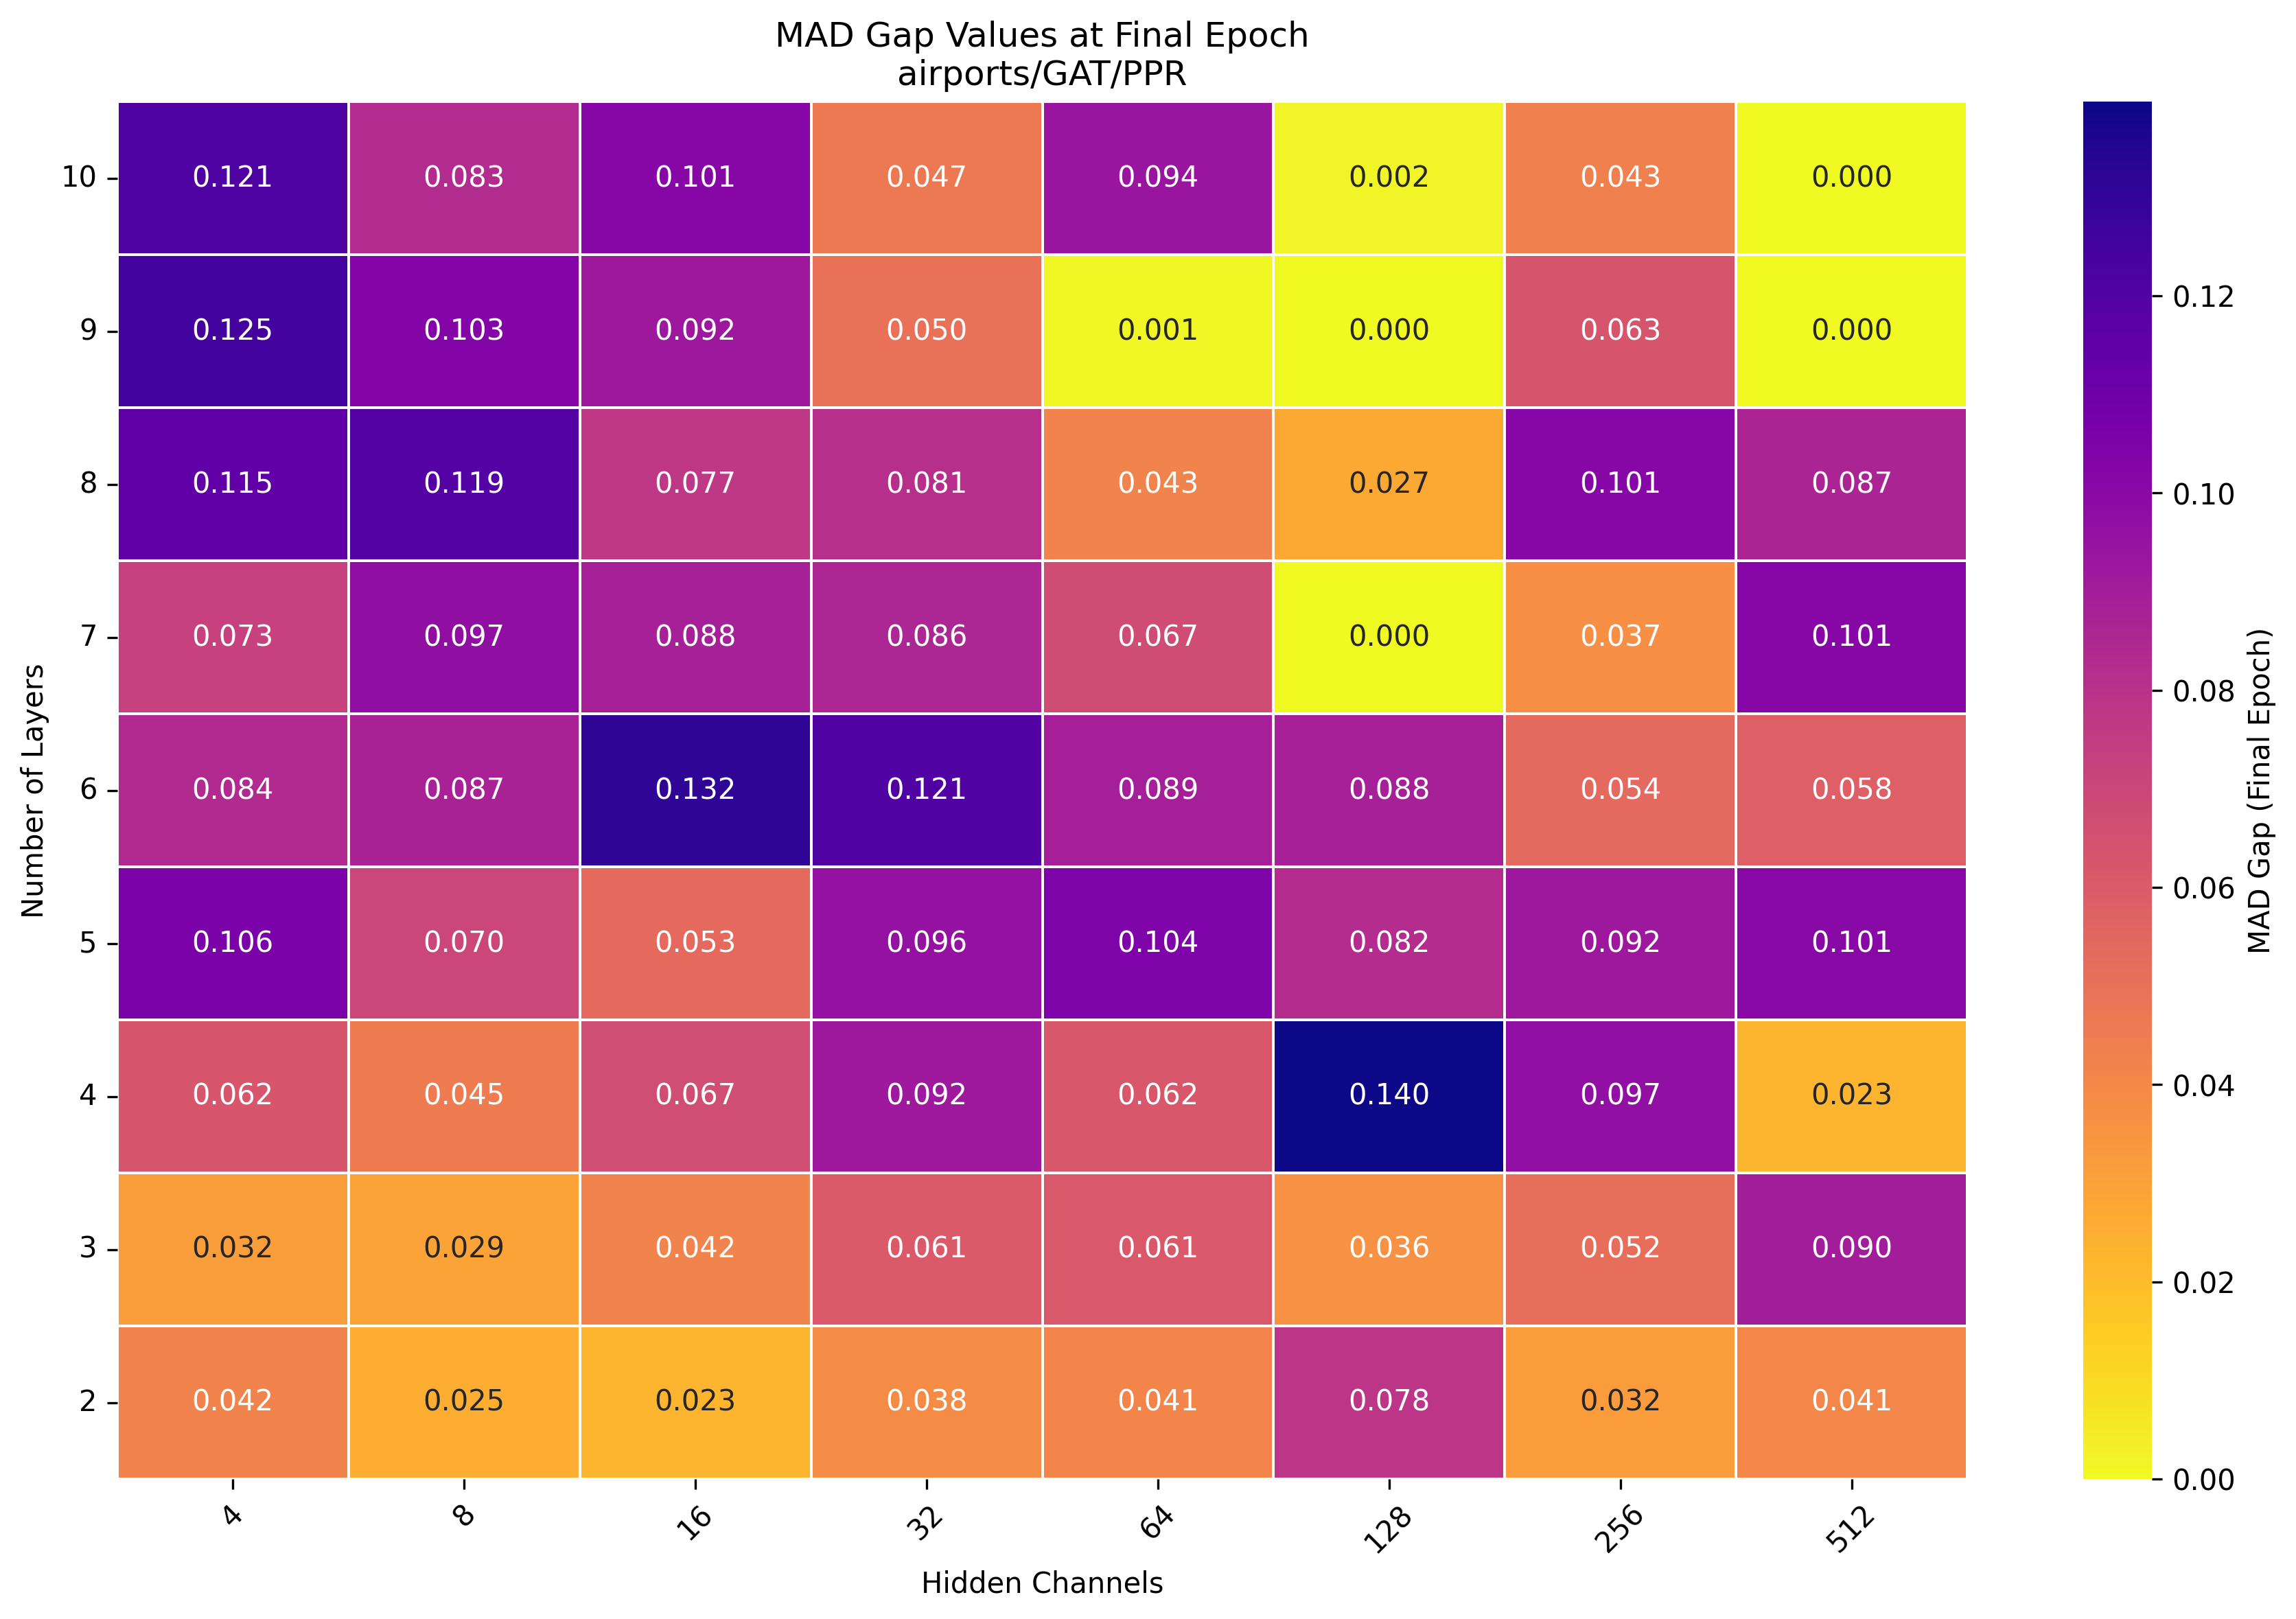 MAD Gap Values at Final Epoch
airports/GAT/PPR
Number of Layers
10 0.121 0.083 0.101 0.047 0.094 0.002 0.043 0.000
9 0.125 0.103 0.092 0.050 0.001 0.000 0.063 0.000
8 0.115 0.119 0.077 0.081 0.043 0.027 0.101 0.087
7 0.073 0.097 0.088 0.086 0.067 0.000 0.037 0.101
6 0.084 0.087 0.132 0.121 0.089 0.088 0.054 0.058
5 0.106 0.070 0.053 0.096 0.104 0.082 0.092 0.101
4 0.062 0.045 0.067 0.092 0.062 0.140 0.097 0.023
3 0.032 0.029 0.042 0.061 0.061 0.036 0.052 0.090
2 0.042 0.025 0.023 0.038 0.041 0.078 0.032 0.041
4 8 16 32 64 128 256 512
Hidden Channels
0.12
0.10
0.08
0.06
0.04
0.02
0.00
MAD Gap (Final Epoch)